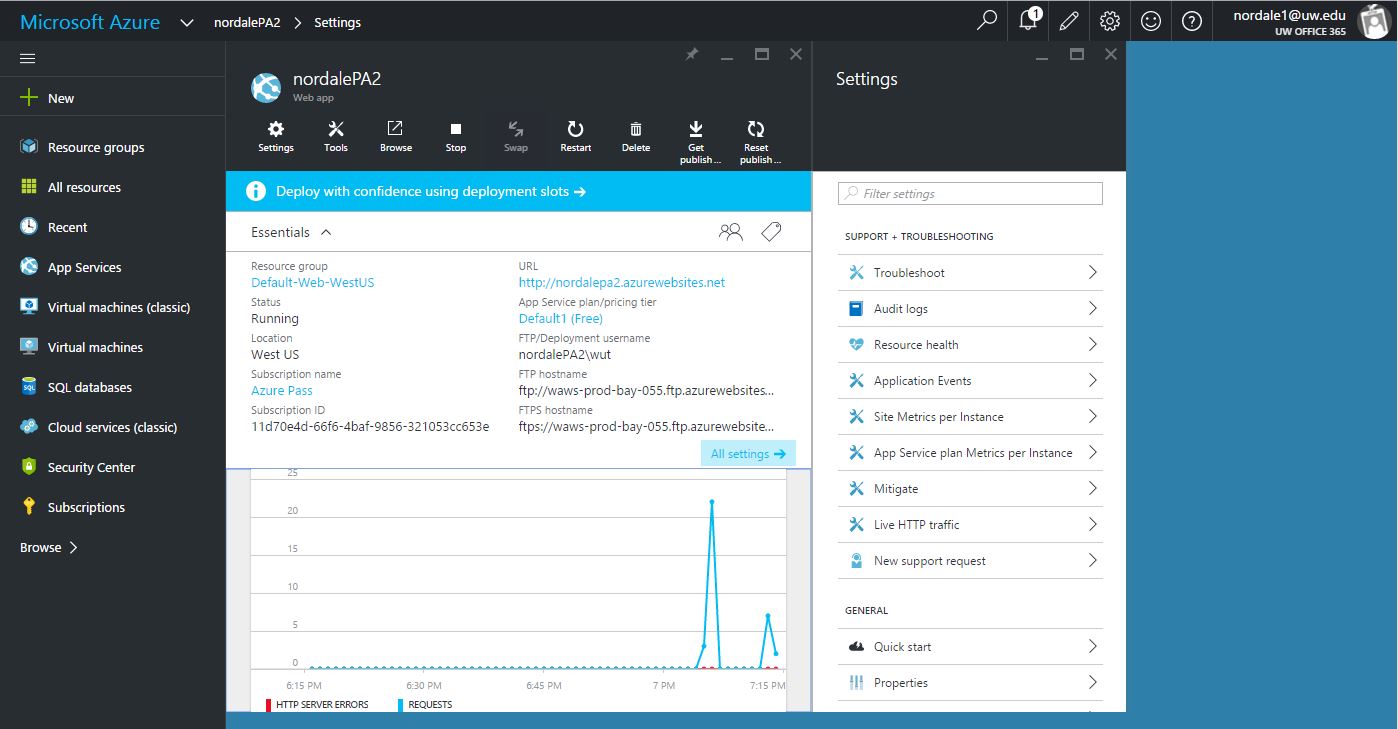 Microsoft Azure
nordalePA2 > Settings
1
nordale1@uw.edu
UW OFFICE 365
New
Resource groups
All resources
Recent
App Services
Virtual machines (classic)
Virtual machines
SQL databases
Cloud services (classic)
Security Center
Subscriptions
Browse >
nordalePA2
Web app
Settings
Tools
Browse
Stop
Swap
Restart
Delete
Get publish ...
Reset publish ...
Deploy with confidence using deployment slots →
Essentials
Resource group
Default-Web-WestUS
Status
Running
Location
West US
Subscription name
Azure Pass
Subscription ID
11d70e4d-66f6-4baf-9856-321053cc653e
URL
http://nordalepa2.azurewebsites.net
App Service plan/pricing tier
Default1 (Free)
FTP/Deployment username
nordalePA2\wut
FTP hostname
ftp://waws-prod-bay-055.ftp.azurewebsites...
FTPS hostname
ftps://waws-prod-bay-055.ftp.azurewebsite...
All settings →
25
20
15
10
5
0
6:15 PM
6:30 PM
6:45 PM
7 PM
7:15 PM
HTTP SERVER ERRORS
REQUESTS
Settings
Filter settings
SUPPORT + TROUBLESHOOTING
Troubleshoot
Audit logs
Resource health
Application Events
Site Metrics per Instance
App Service plan Metrics per Instance
Mitigate
Live HTTP traffic
New support request
GENERAL
Quick start
Properties